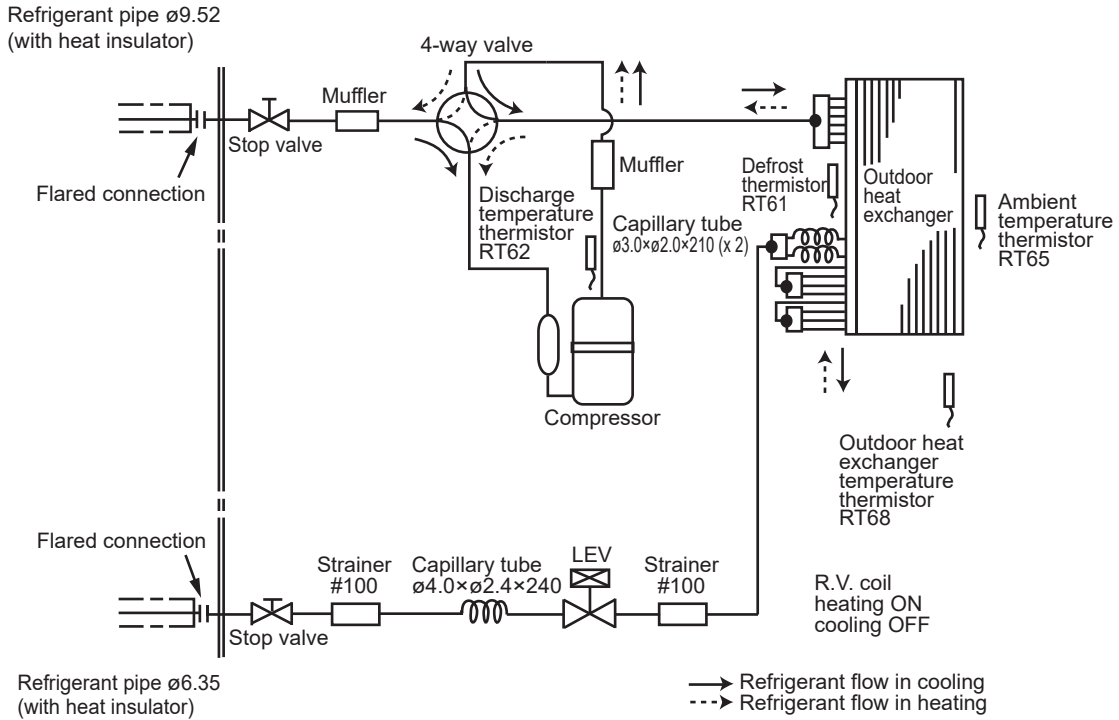 Refrigerant pipe ø9.52
(with heat insulator)
4-way valve
Muffler
Stop valve
Flared connection
Muffler
Discharge
temperature
thermistor
RT62
Capillary tube
ø3.0×ø2.0×210 (x 2)
Defrost
thermistor
RT61
Outdoor
heat
exchanger
Ambient
temperature
thermistor
RT65
Compressor
Outdoor heat
exchanger
temperature
thermistor
RT68
Flared connection
Strainer
#100
Capillary tube
ø4.0×ø2.4×240
LEV
Strainer
#100
Stop valve
R.V. coil
heating ON
cooling OFF
Refrigerant pipe ø6.35
(with heat insulator)
Refrigerant flow in cooling
Refrigerant flow in heating